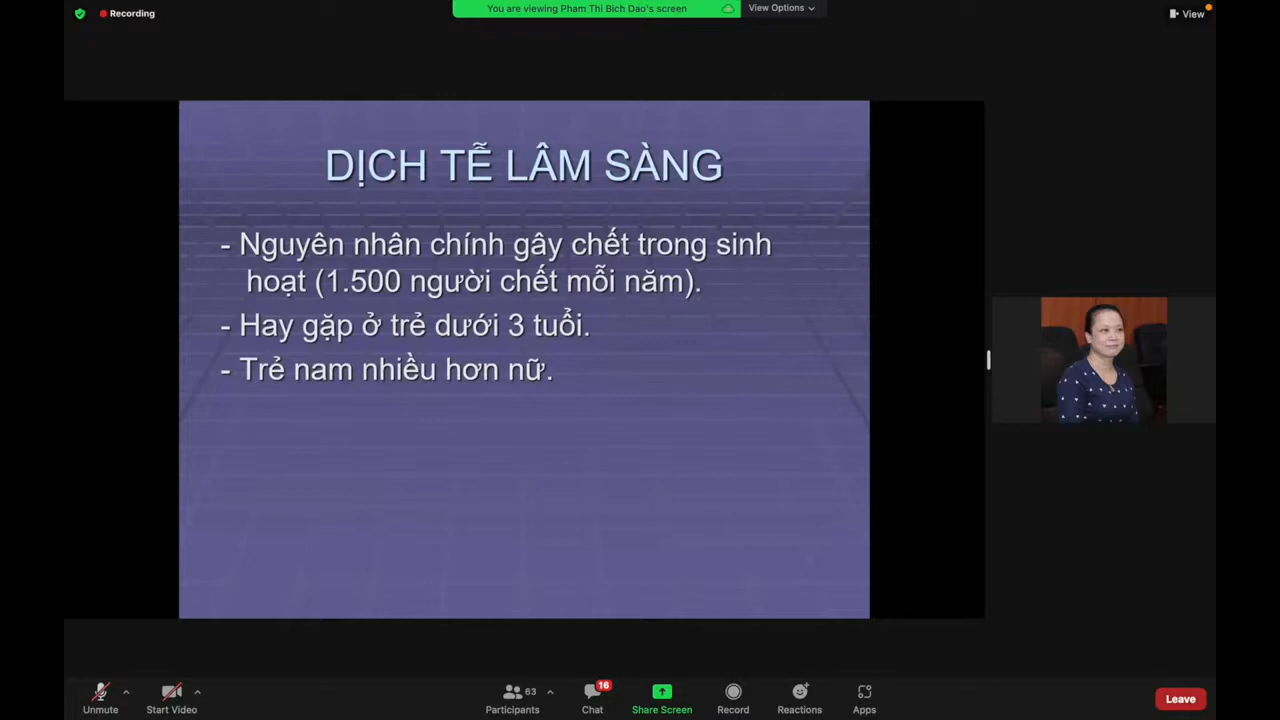 Recording
You are viewing Pham Thi Bich Dao's screen
View Options
View
DỊCH TỄ LÂM SÀNG
- Nguyên nhân chính gây chết trong sinh
hoạt (1.500 người chết mỗi năm).
- Hay gặp ở trẻ dưới 3 tuổi.
- Trẻ nam nhiều hơn nữ.
Unmute
Start Video
63
Participants
16
Chat
Share Screen
Record
Reactions
Apps
Leave